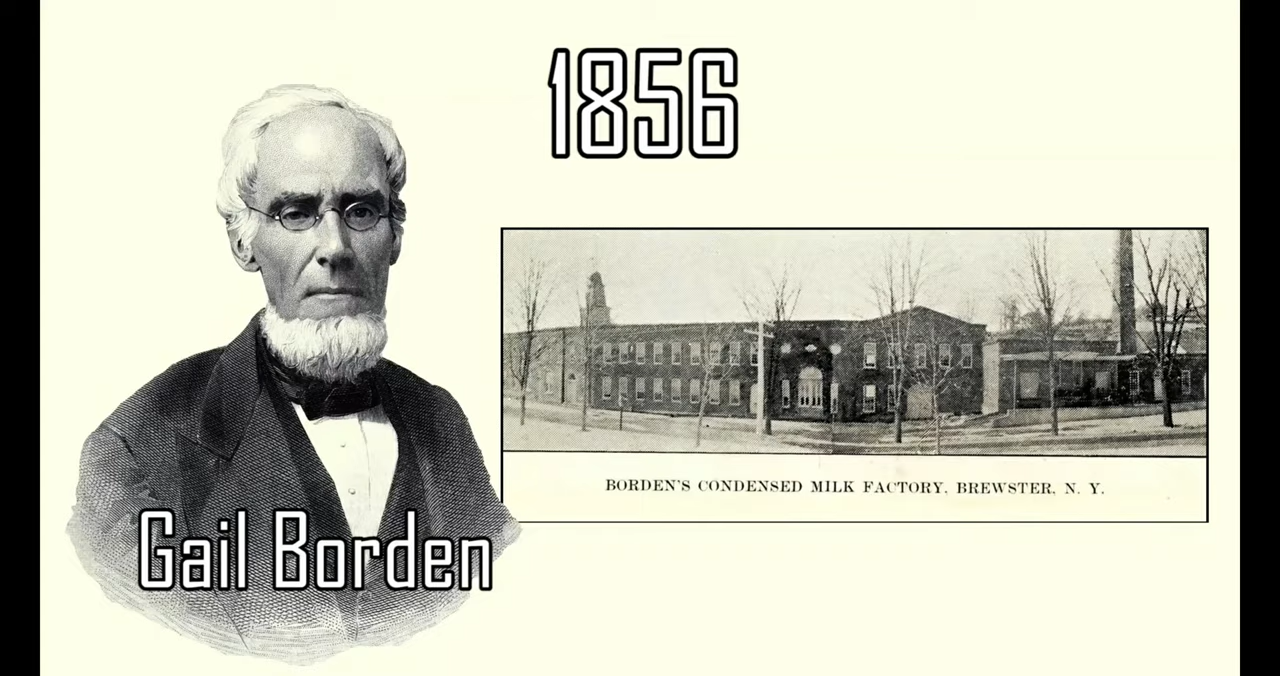 1856
Gail Borden
BORDEN'S CONDENSED MILK FACTORY, BREWSTER, N. Y.